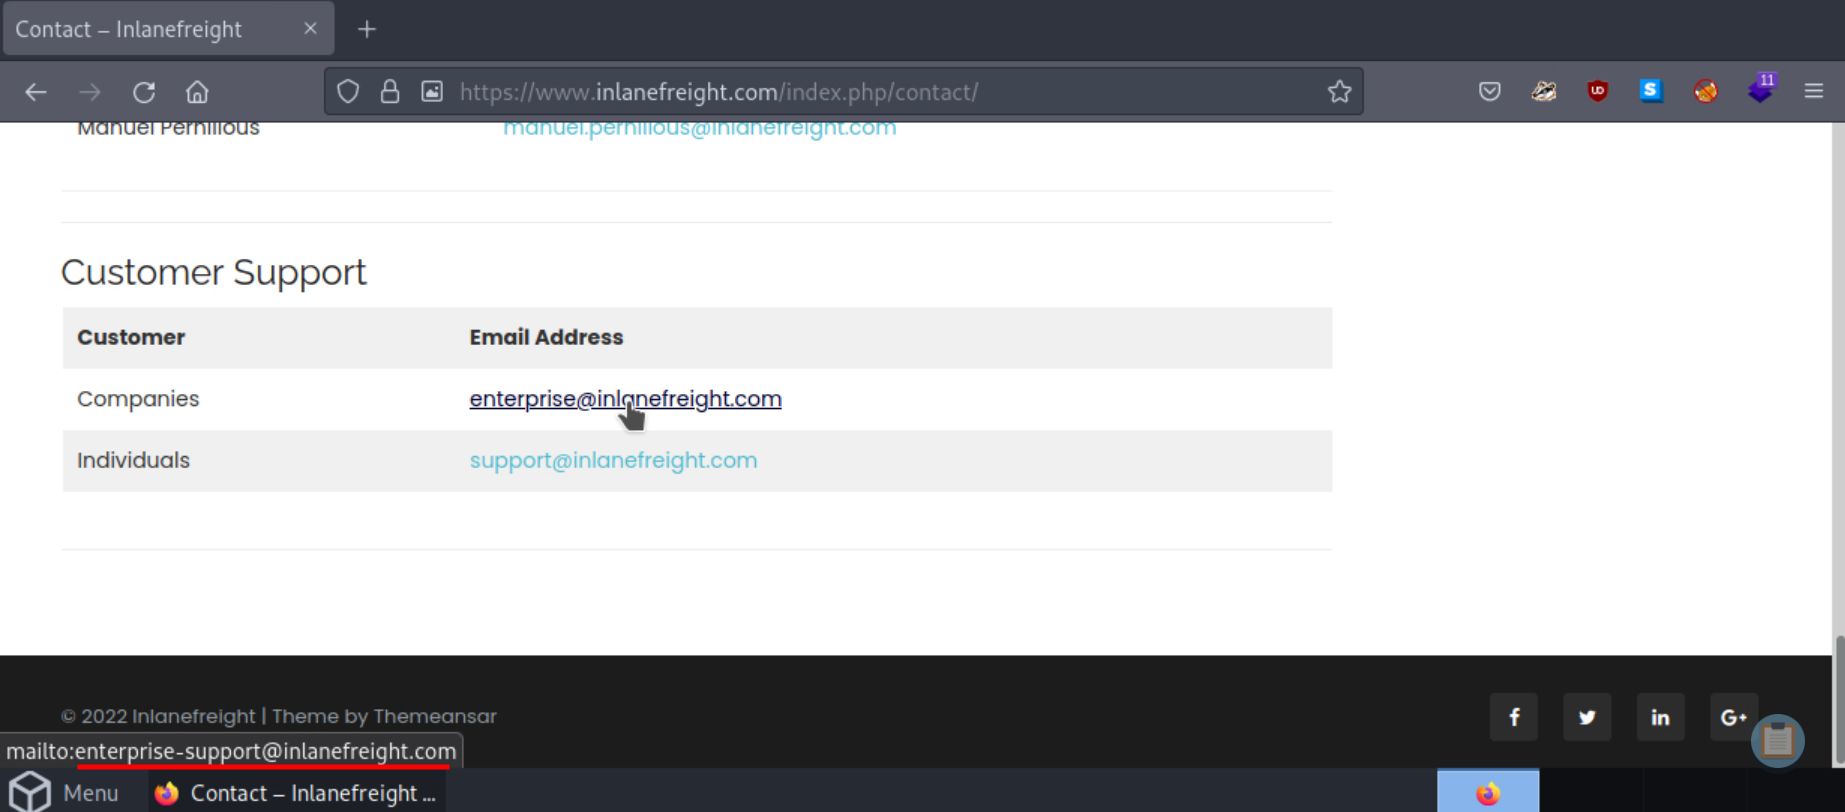 Contact – Inlanefreight
https://www.inlanefreight.com/index.php/contact/
11
Manuel Pernillous manuel.pernillous@inlanefreight.com
Customer Support
Customer Email Address
Companies enterprise@inlanefreight.com
Individuals support@inlanefreight.com
© 2022 Inlanefreight | Theme by Themeansar
f in G+
mailto:enterprise-support@inlanefreight.com
Menu Contact – Inlanefreight ...